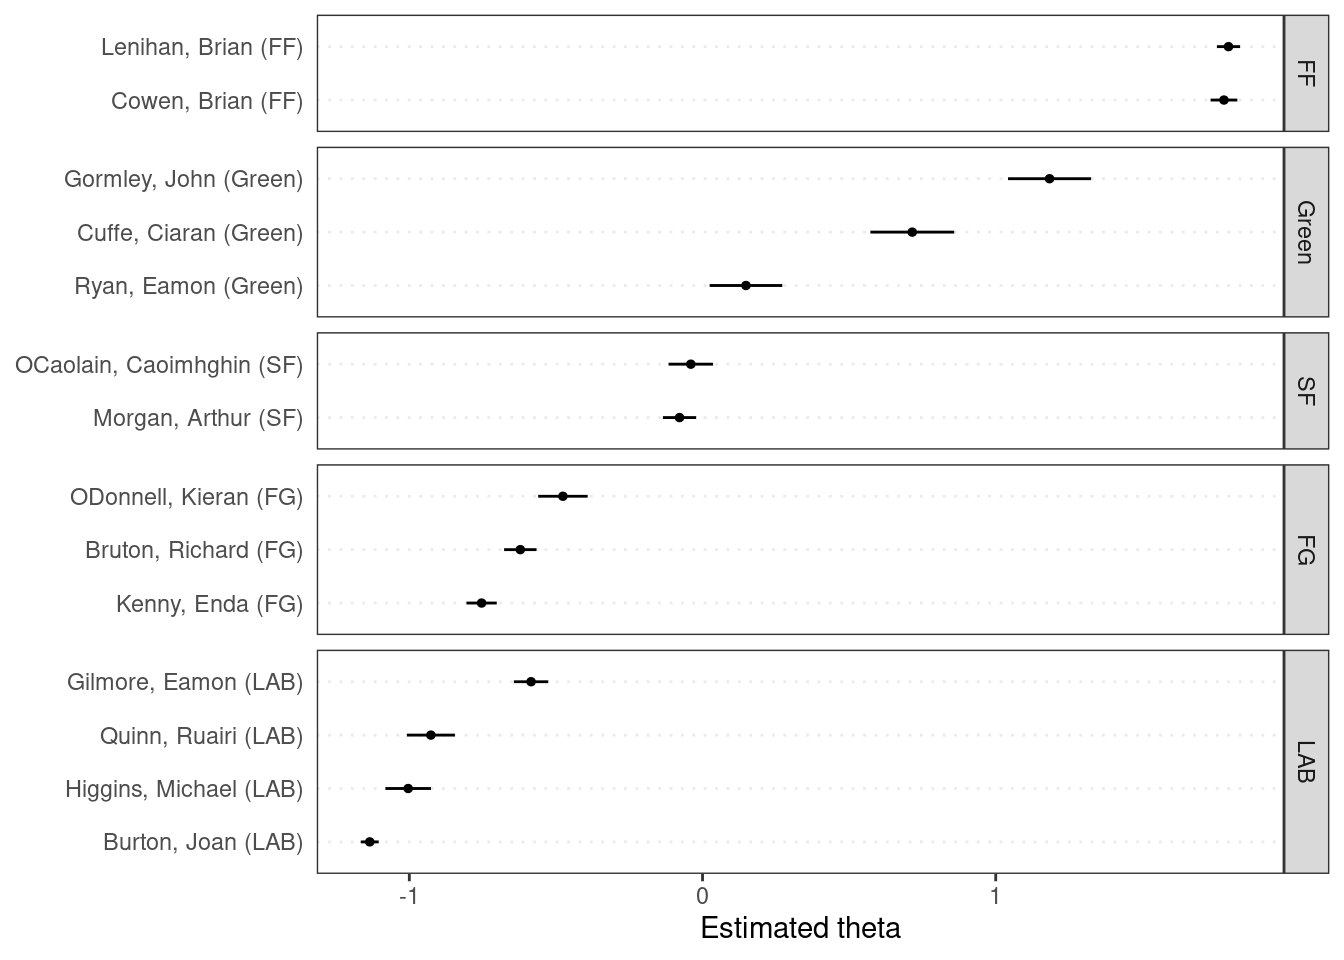 Lenihan, Brian (FF)
Cowen, Brian (FF)
FF
Gormley, John (Green)
Cuffe, Ciaran (Green)
Ryan, Eamon (Green)
Green
OCaolain, Caoimhghin (SF)
Morgan, Arthur (SF)
SF
ODonnell, Kieran (FG)
Bruton, Richard (FG)
Kenny, Enda (FG)
FG
Gilmore, Eamon (LAB)
Quinn, Ruairi (LAB)
Higgins, Michael (LAB)
Burton, Joan (LAB)
LAB
-1 0 1
Estimated theta